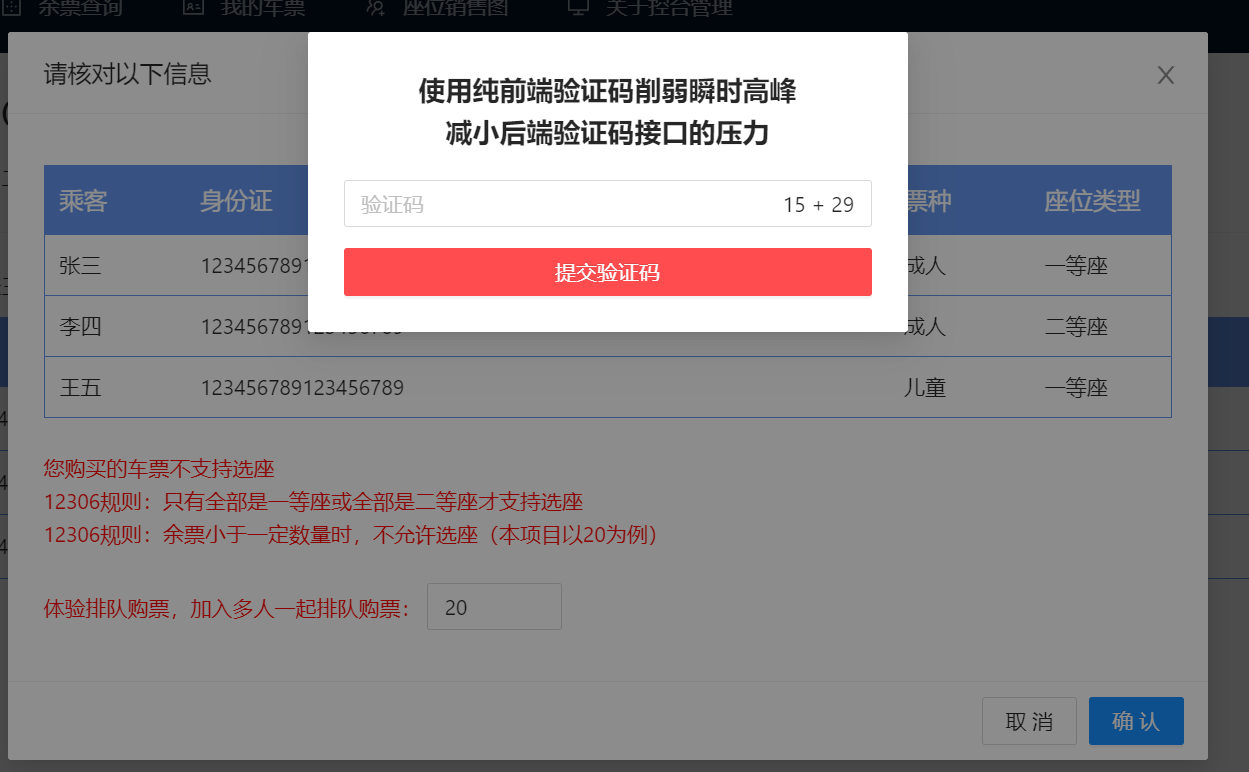 余票查询 我的车票 座位销售图 关于控台管理
请核对以下信息
使用纯前端验证码削弱瞬时高峰
减小后端验证码接口的压力
验证码 15 + 29
提交验证码
乘客 身份证 票种 座位类型
张三 1234567891 成人 一等座
李四 123456789123456789 成人 二等座
王五 123456789123456789 儿童 一等座
您购买的车票不支持选座
12306规则：只有全部是一等座或全部是二等座才支持选座
12306规则：余票小于一定数量时，不允许选座（本项目以20为例）
体验排队购票，加入多人一起排队购票： 20
取 消 确 认